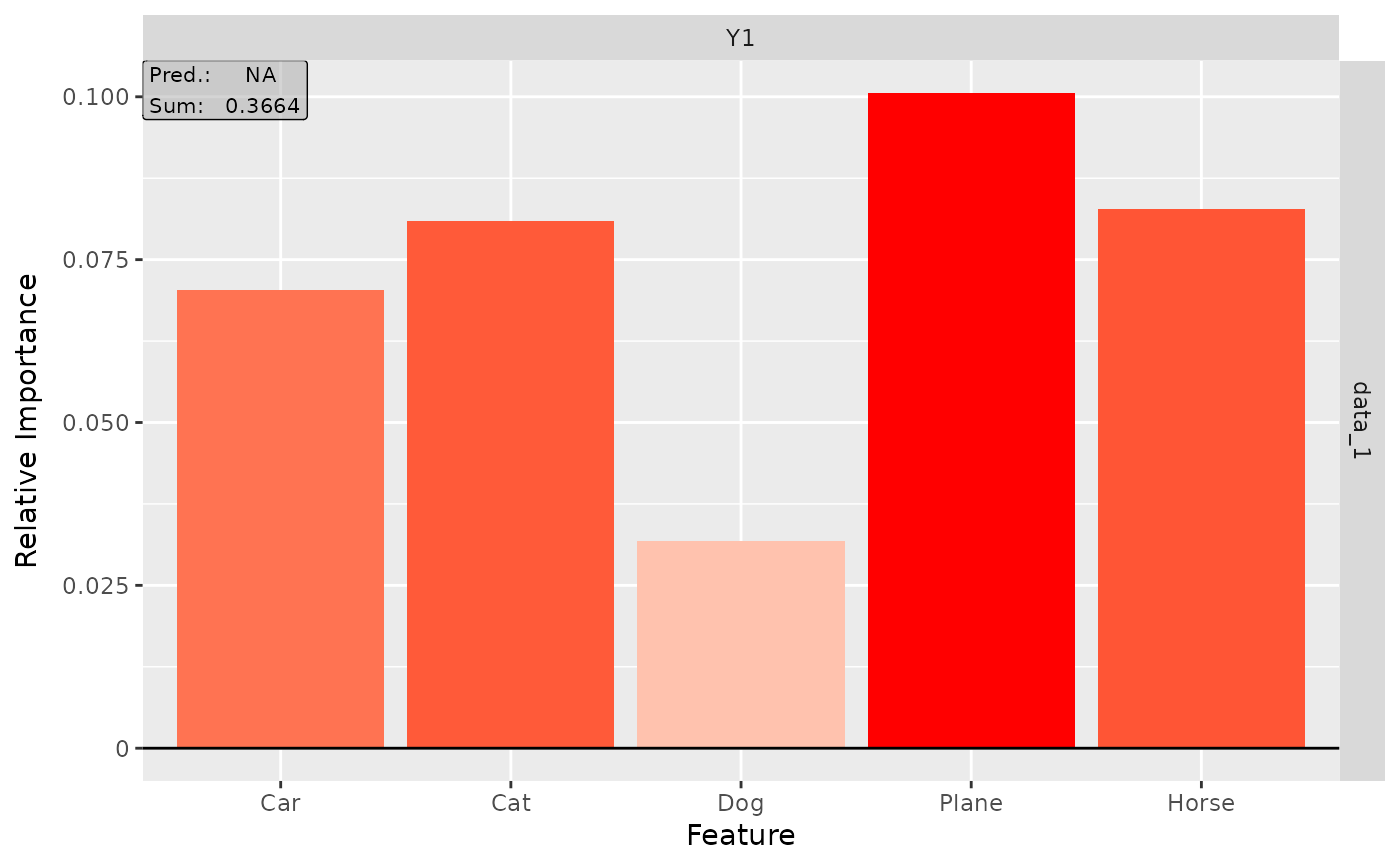 Y1
Pred.: NA
Sum: 0.3664
0.100
0.075
0.050
0.025
0
Relative Importance
data_1
Car Cat Dog Plane Horse
Feature